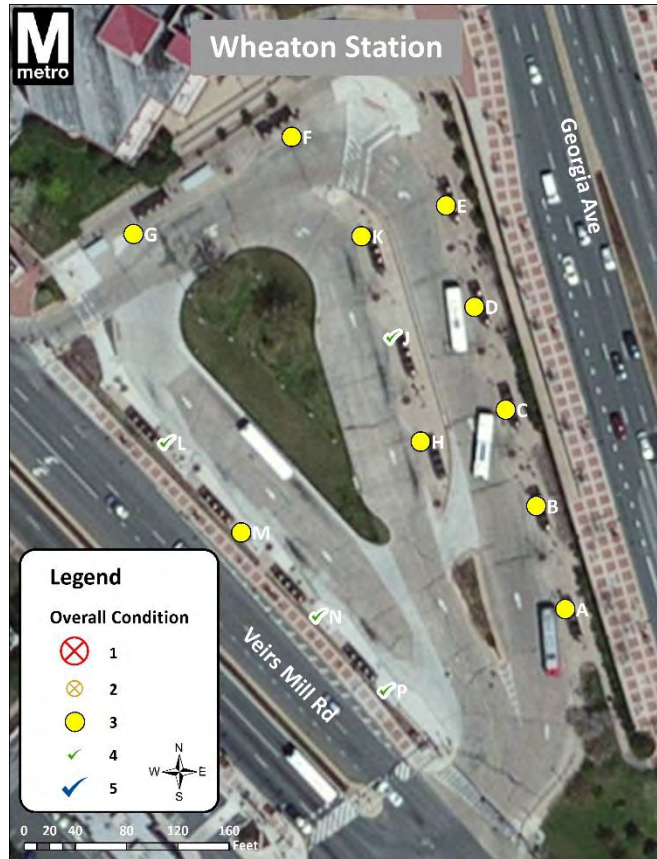 M
metro
Wheaton Station
Georgia Ave
F
E
G
K
D
J
C
H
L
B
M
A
N
P
Veirs Mill Rd
Legend
Overall Condition
1
2
3
4
5
N
W E
S
0 20 40 80 120 160
Feet